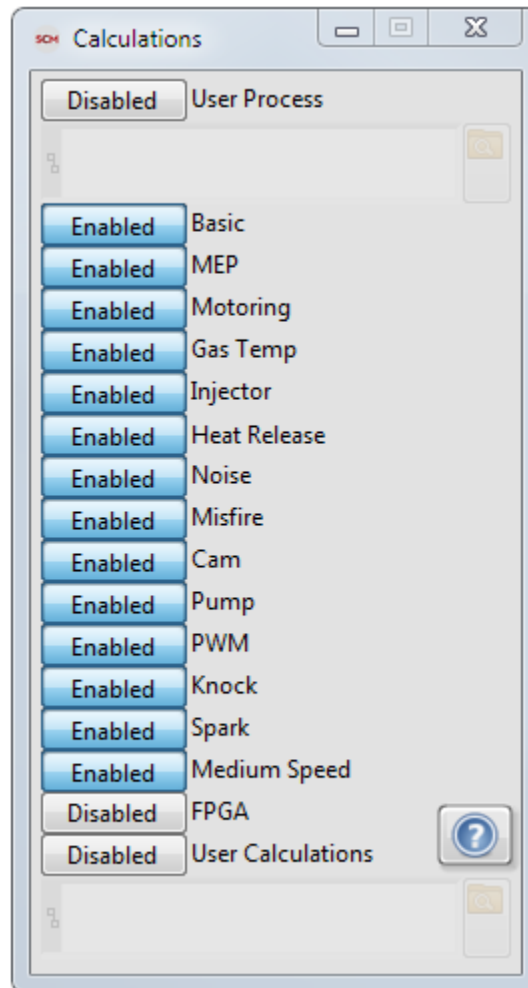 SCM Calculations
Disabled User Process
Enabled Basic
Enabled MEP
Enabled Motoring
Enabled Gas Temp
Enabled Injector
Enabled Heat Release
Enabled Noise
Enabled Misfire
Enabled Cam
Enabled Pump
Enabled PWM
Enabled Knock
Enabled Spark
Enabled Medium Speed
Disabled FPGA
Disabled User Calculations